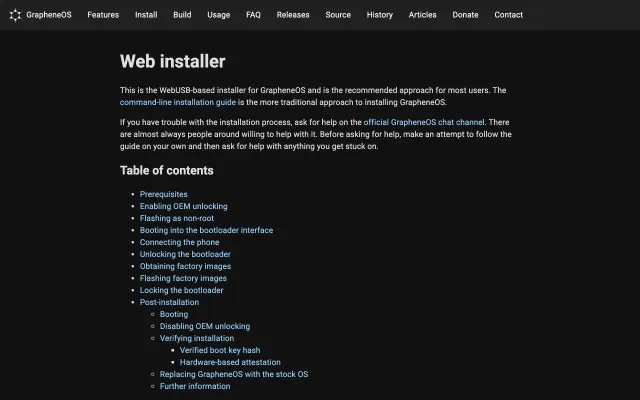 GrapheneOS Features Install Build Usage FAQ Releases Source History Articles Donate Contact
Web installer
This is the WebUSB-based installer for GrapheneOS and is the recommended approach for most users. The
command-line installation guide is the more traditional approach to installing GrapheneOS.
If you have trouble with the installation process, ask for help on the official GrapheneOS chat channel. There
are almost always people around willing to help with it. Before asking for help, make an attempt to follow the
guide on your own and then ask for help with anything you get stuck on.
Table of contents
Prerequisites
Enabling OEM unlocking
Flashing as non-root
Booting into the bootloader interface
Connecting the phone
Unlocking the bootloader
Obtaining factory images
Flashing factory images
Locking the bootloader
Post-installation
Booting
Disabling OEM unlocking
Verifying installation
Verified boot key hash
Hardware-based attestation
Replacing GrapheneOS with the stock OS
Further information